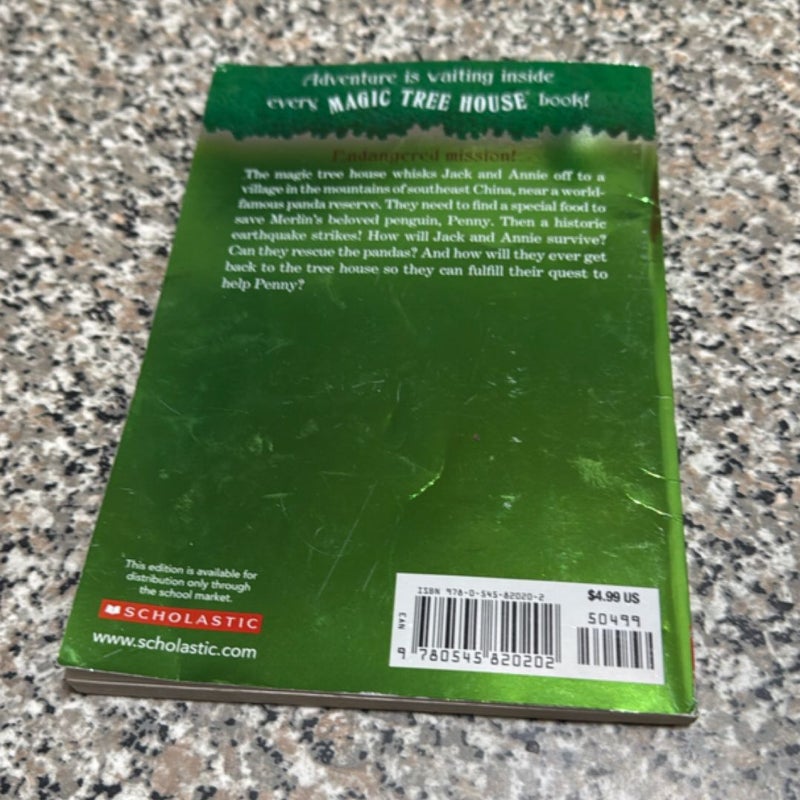 Adventure is waiting inside
every MAGIC TREE HOUSE® book!
Endangered mission!
The magic tree house whisks Jack and Annie off to a
village in the mountains of southeast China, near a world-
famous panda reserve. They need to find a special food to
save Merlin's beloved penguin, Penny. Then a historic
earthquake strikes! How will Jack and Annie survive?
Can they rescue the pandas? And how will they ever get
back to the tree house so they can fulfill their quest to
help Penny?
This edition is available for
distribution only through
the school market.
SCHOLASTIC
www.scholastic.com
ISBN 978-0-545-82020-2
$4.99 US
50499
EAN
9 780545 820202